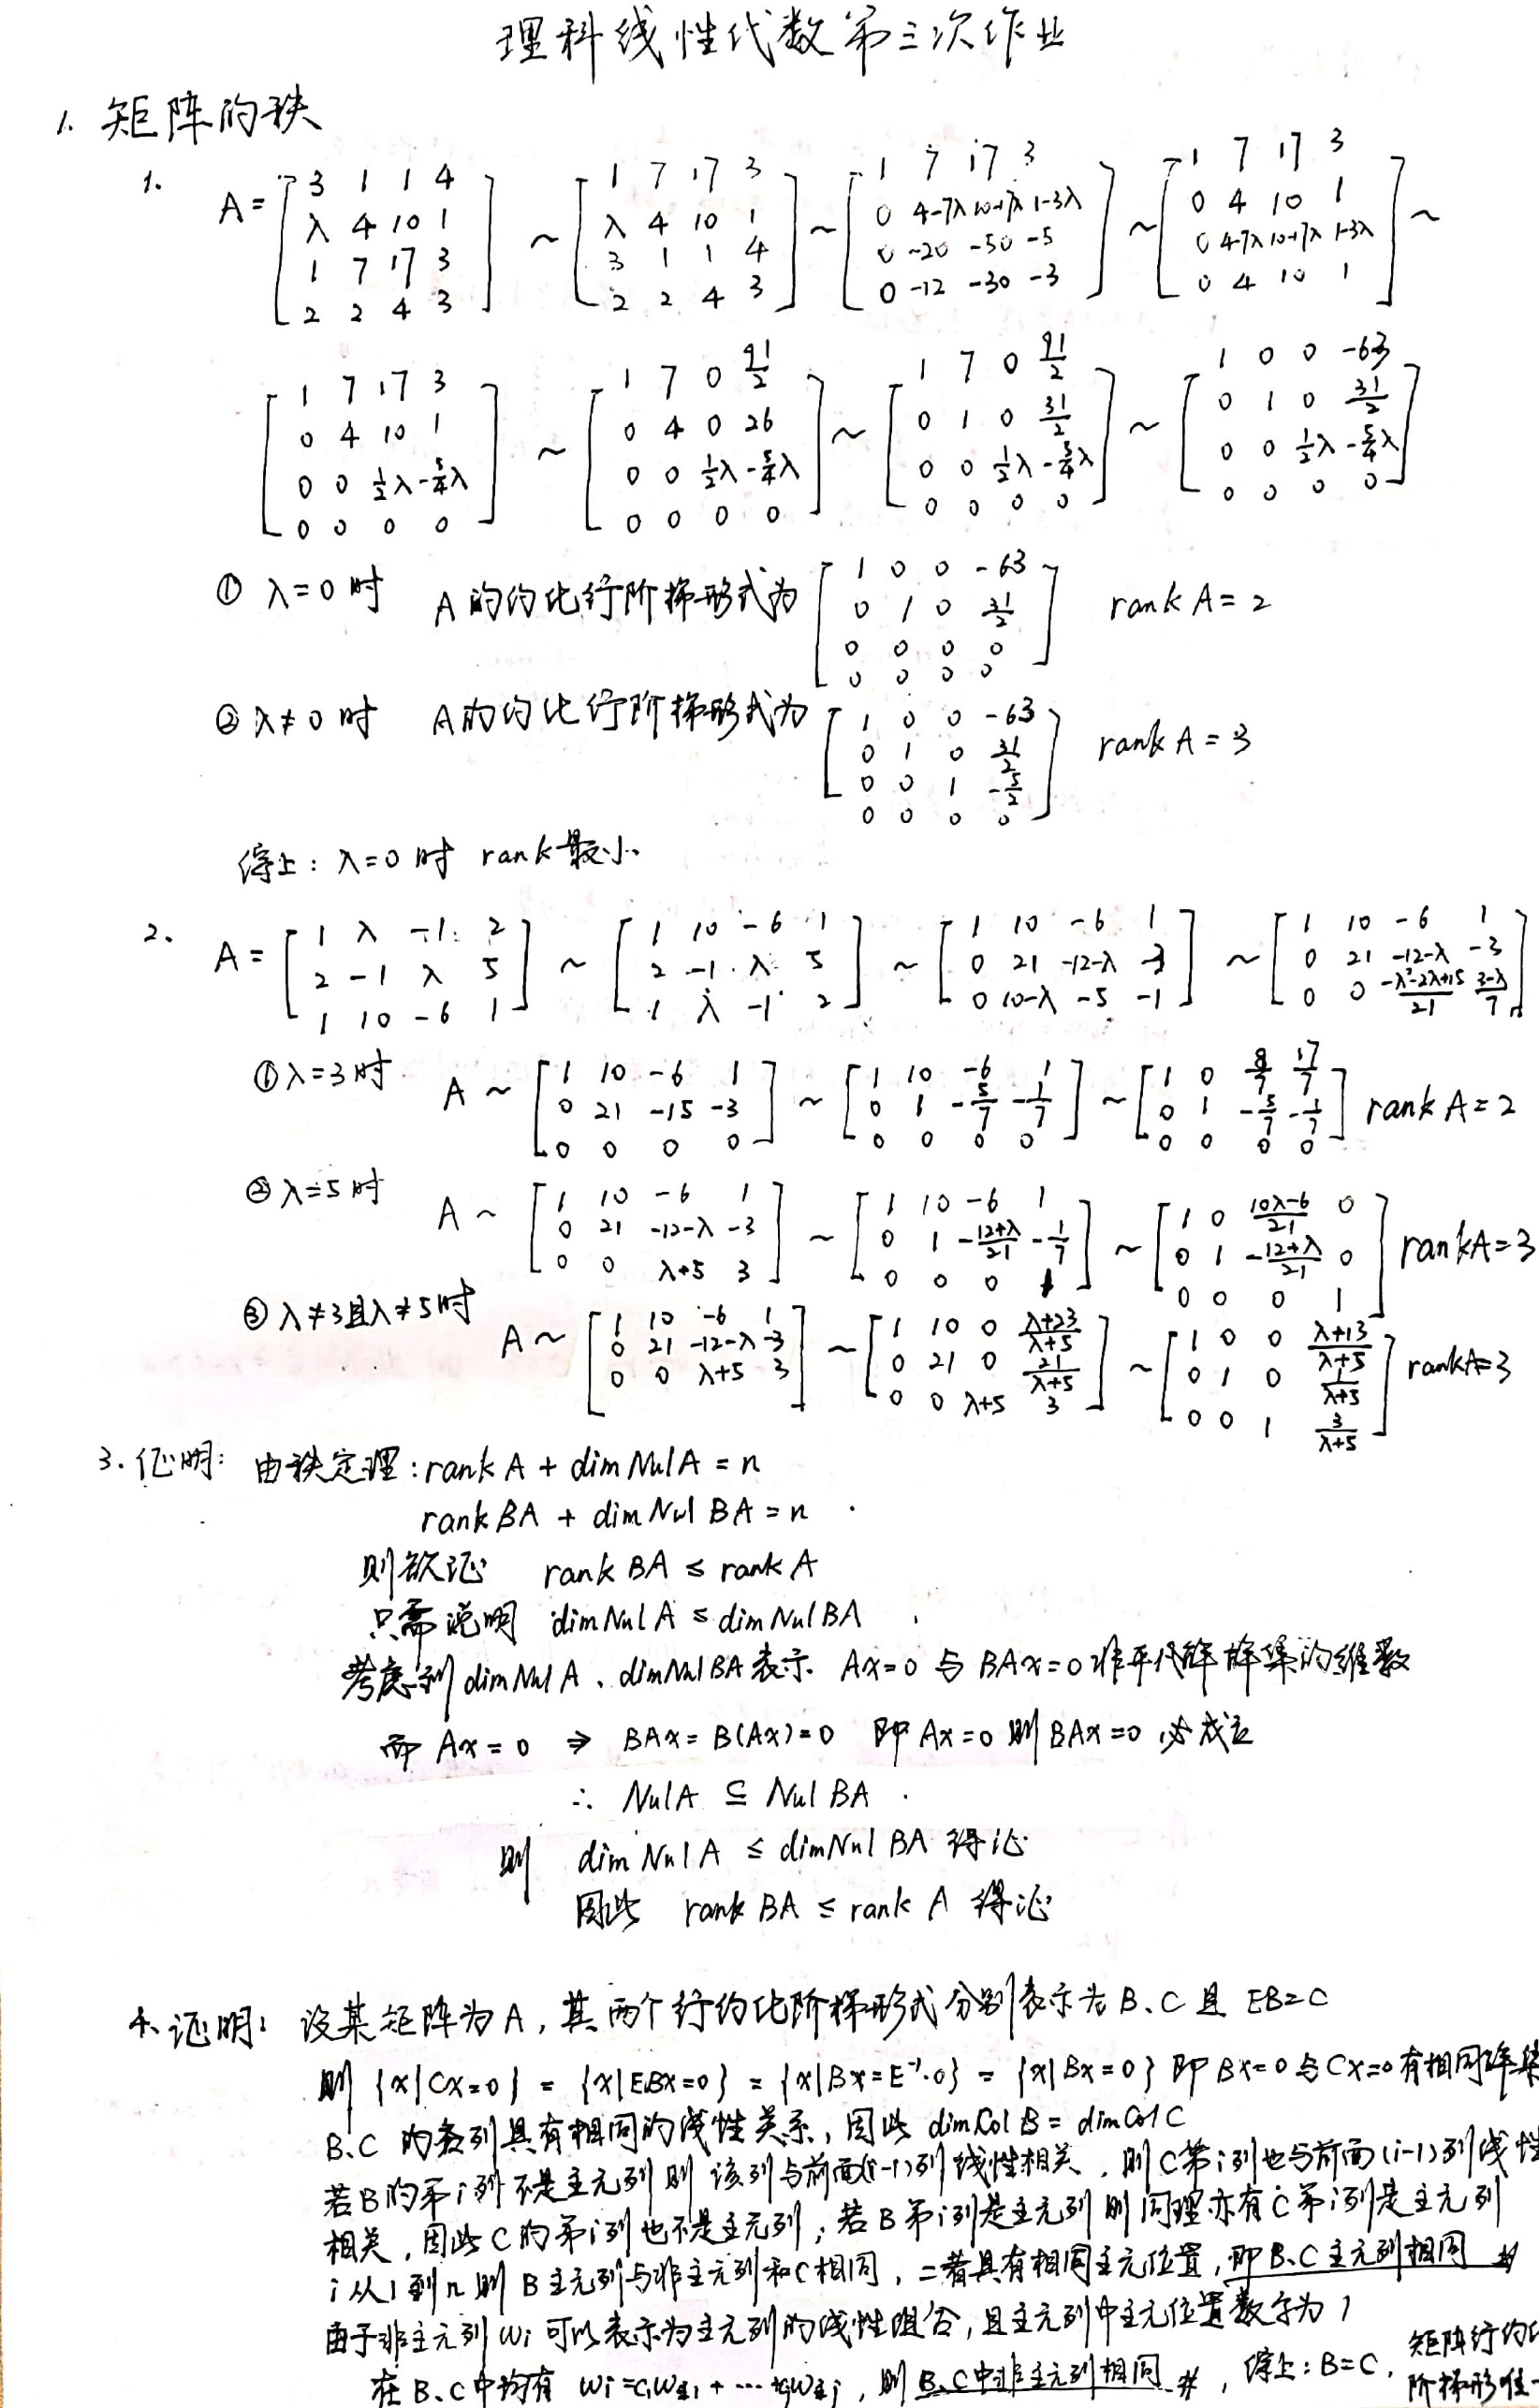 理科线性代数第三次作业
1. 矩阵的秩
1. A = [3 1 1 4; λ 4 10 1; 1 7 17 3; 2 2 4 3] ~ [1 7 17 3; λ 4 10 1; 3 1 1 4; 2 2 4 3] ~ [1 7 17 3; 0 4-7λ 10-17λ 1-3λ; 0 -20 -50 -5; 0 -12 -30 -3] ~ [1 7 17 3; 0 4 10 1; 0 4-7λ 10-17λ 1-3λ; 0 4 10 1] ~
[1 7 17 3; 0 4 10 1; 0 0 1/2λ -5/4λ; 0 0 0 0] ~ [1 7 0 91/2; 0 4 0 26; 0 0 1/2λ -5/4λ; 0 0 0 0] ~ [1 7 0 91/2; 0 1 0 31/2; 0 0 1/2λ -5/4λ; 0 0 0 0] ~ [1 0 0 -63; 0 1 0 31/2; 0 0 1/2λ -5/4λ; 0 0 0 0]
① λ=0时 A的约化行阶梯形式为 [1 0 0 -63; 0 1 0 31/2; 0 0 0 0; 0 0 0 0] rank A = 2
② λ≠0时 A的约化行阶梯形式为 [1 0 0 -63; 0 1 0 31/2; 0 0 1 -5/2; 0 0 0 0] rank A = 3
综上：λ=0时 rank最小.
2. A = [1 λ -1 2; 2 -1 λ 5; 1 10 -6 1] ~ [1 10 -6 1; 2 -1 λ 5; 1 λ -1 2] ~ [1 10 -6 1; 0 21 -12-λ -3; 0 10-λ -5 -1] ~ [1 10 -6 1; 0 21 -12-λ -3; 0 0 (-λ²-2λ+15)/21 (3-λ)/7]
① λ=3时 A ~ [1 10 -6 1; 0 21 -15 -3; 0 0 0 0] ~ [1 10 -6 1; 0 1 -5/7 -1/7; 0 0 0 0] ~ [1 0 8/7 17/7; 0 1 -5/7 -1/7; 0 0 0 0] rank A = 2
② λ=5时 A ~ [1 10 -6 1; 0 21 -12-λ -3; 0 0 λ+5 3] ~ [1 10 -6 1; 0 1 -(12+λ)/21 -1/7; 0 0 0 1] ~ [1 0 (10λ-6)/21 0; 0 1 -(12+λ)/21 0; 0 0 0 1] rankA=3
③ λ≠3且λ≠5时 A ~ [1 10 -6 1; 0 21 -12-λ -3; 0 0 λ+5 3] ~ [1 10 0 (λ+23)/(λ+5); 0 21 0 21/(λ+5); 0 0 λ+5 3] ~ [1 0 0 (λ+13)/(λ+5); 0 1 0 1/(λ+5); 0 0 1 3/(λ+5)] rankA=3
3. 证明：由秩定理：rank A + dim Nul A = n
rank BA + dim Nul BA = n
则欲证 rank BA ≤ rank A
只需说明 dim Nul A ≤ dim Nul BA
考虑到 dim Nul A、dim Nul BA 表示 Ax=0 与 BAx=0 非平凡解解集的维数
而 Ax=0 ⇒ BAx = B(Ax)=0 即 Ax=0 则 BAx=0 必成立
∴ Nul A ⊆ Nul BA.
则 dim Nul A ≤ dim Nul BA 得证
因此 rank BA ≤ rank A 得证
4. 证明：设某矩阵为A，其两个行约化阶梯形式分别表示为B、C且 EB=C
则 {x|Cx=0} = {x|EBx=0} = {x|Bx=E⁻¹·0} = {x|Bx=0} 即 Bx=0 与 Cx=0 有相同解集
B、C 的各列具有相同的线性关系，因此 dim Col B = dim Col C
若B的第i列不是主元列则 该列与前面(i-1)列线性相关，则C第i列也与前面(i-1)列线性
相关，因此C的第i列也不是主元列；若B第i列是主元列则同理亦有C第i列是主元列
i从1到n则B主元列与非主元列和C相同，二者具有相同主元位置，即B、C主元列相同 #
由于非主元列wi可以表示为主元列的线性组合，且主元列中主元位置数字为1
在B、C中均有 wi = c₁w₁ + ⋯ + w，则B、C中非主元列相同 #，综上：B=C，矩阵行约
阶梯形